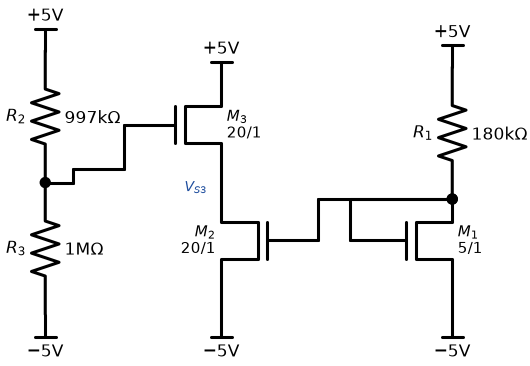 +5V
R2 997kΩ
R3 1MΩ
−5V
+5V
M3
20/1
VS3
M2
20/1
−5V
+5V
R1 180kΩ
M1
5/1
−5V